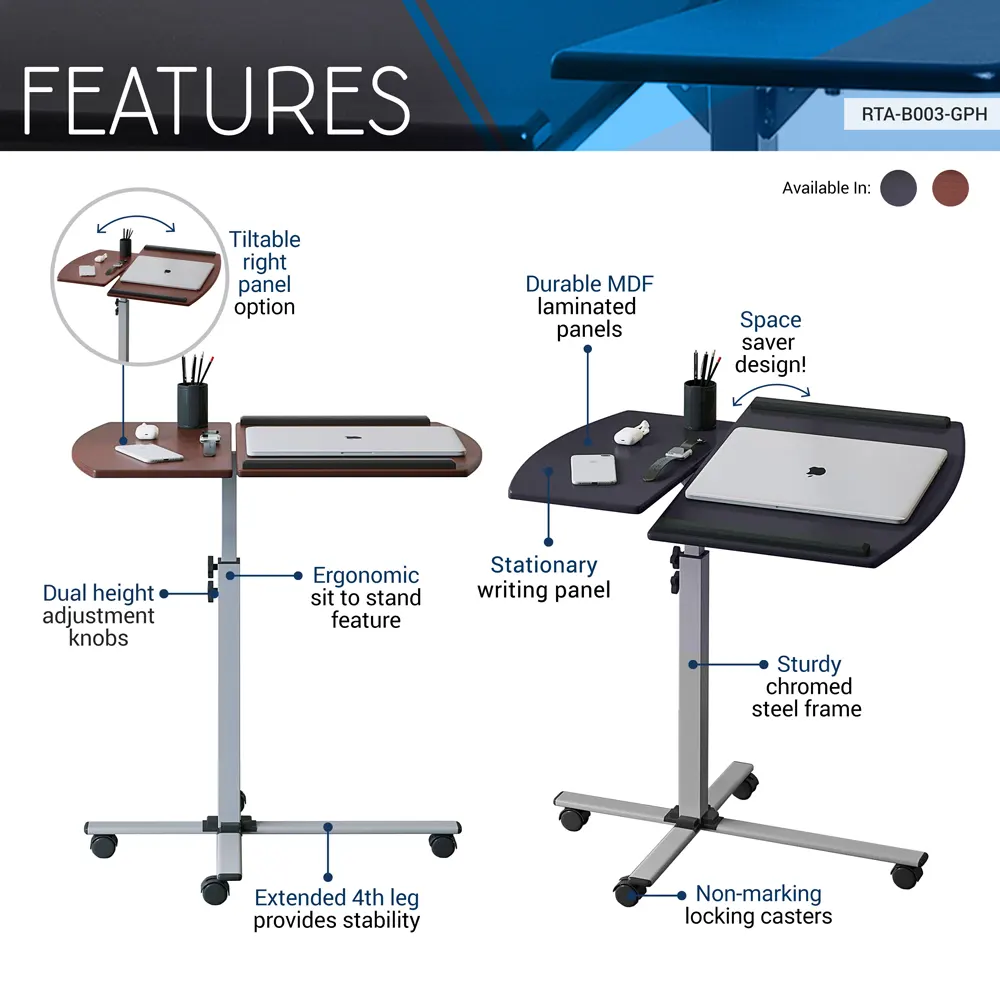 FEATURES
RTA-B003-GPH
Available In:
Tiltable
right
panel
option
Durable MDF
laminated
panels
Space
saver
design!
Stationary
writing panel
Dual height
adjustment
knobs
Ergonomic
sit to stand
feature
Sturdy
chromed
steel frame
Extended 4th leg
provides stability
Non-marking
locking casters